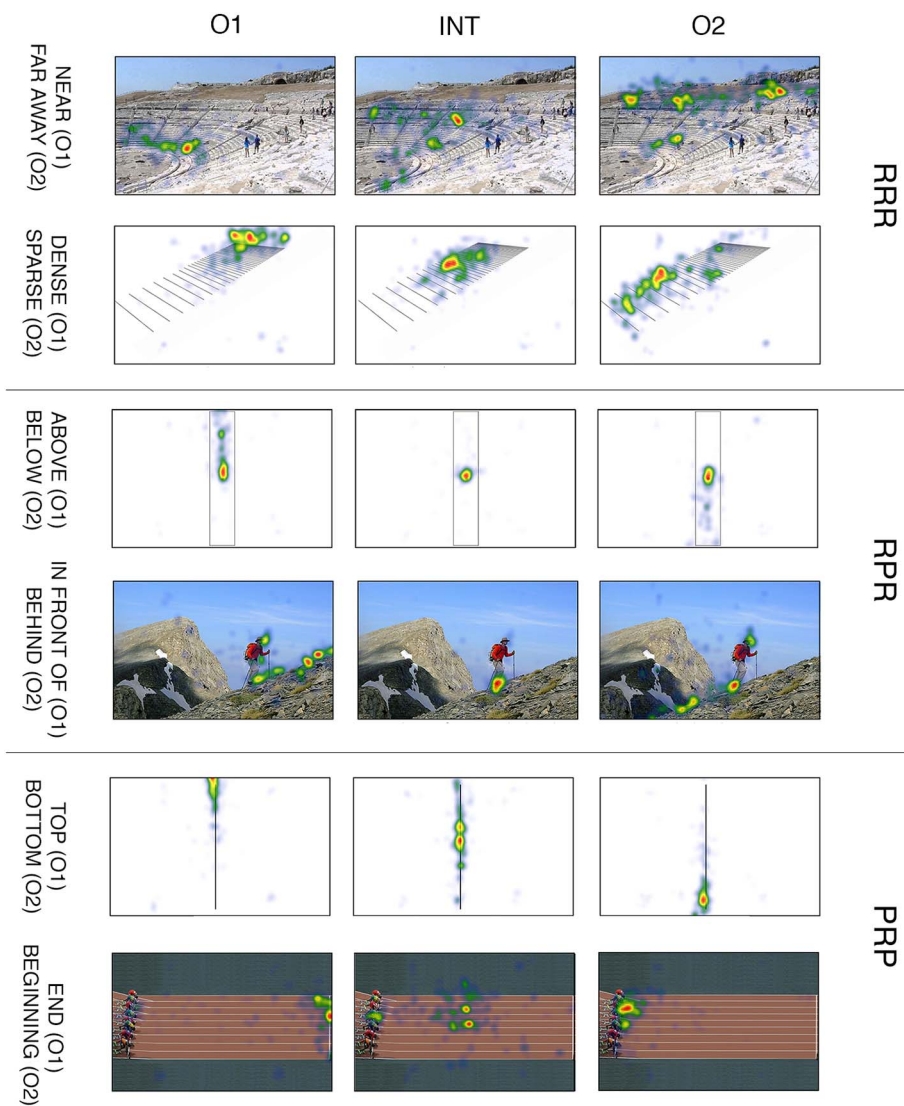 O1
INT
O2
NEAR (O1)
FAR AWAY (O2)
DENSE (O1)
SPARSE (O2)
RRR
ABOVE (O1)
BELOW (O2)
IN FRONT OF (O1)
BEHIND (O2)
RPR
TOP (O1)
BOTTOM (O2)
END (O1)
BEGINNING (O2)
PRP